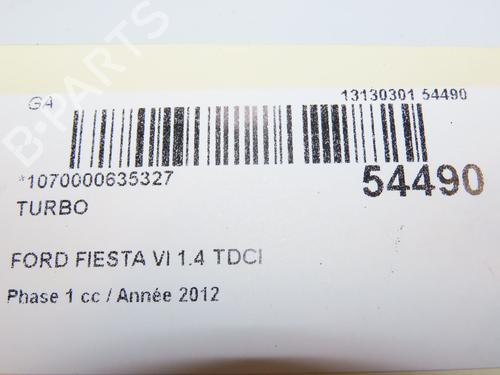 GA 13130301 54490
*1070000635327 54490
TURBO
FORD FIESTA VI 1.4 TDCI
Phase 1 cc / Année 2012
B-PARTS